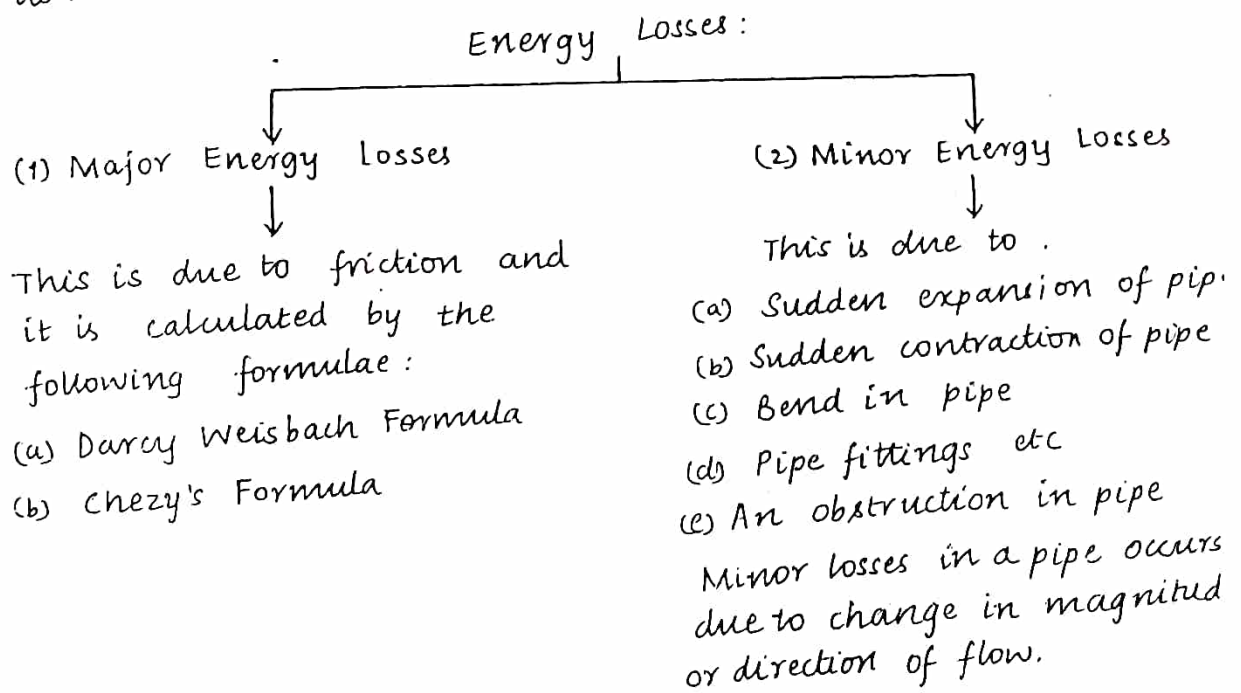 Energy Losses :
(1) Major Energy Losses
This is due to friction and
it is calculated by the
following formulae :
(a) Darcy Weisbach Formula
(b) Chezy's Formula
(2) Minor Energy Losses
This is due to .
(a) Sudden expansion of pip.
(b) Sudden contraction of pipe
(c) Bend in pipe
(d) Pipe fittings etc
(e) An obstruction in pipe
Minor losses in a pipe occurs
due to change in magnitud
or direction of flow.